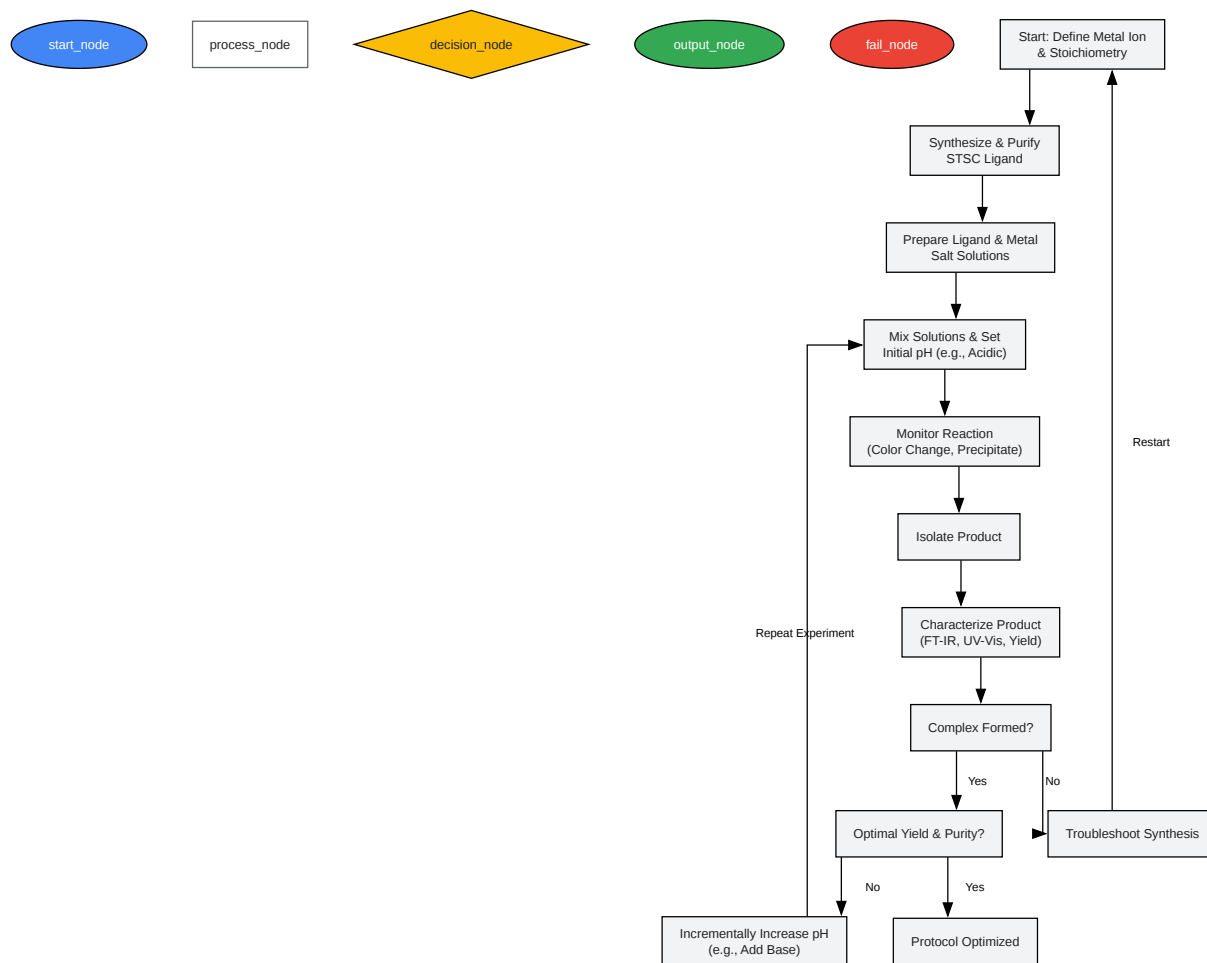 start_node
process_node
decision_node
output_node
fail_node
Start: Define Metal Ion
& Stoichiometry
Synthesize & Purify
STSC Ligand
Prepare Ligand & Metal
Salt Solutions
Mix Solutions & Set
Initial pH (e.g., Acidic)
Monitor Reaction
(Color Change, Precipitate)
Restart
Isolate Product
Characterize Product
(FT-IR, UV-Vis, Yield)
Repeat Experiment
Complex Formed?
Yes
No
Optimal Yield & Purity?
Troubleshoot Synthesis
No
Yes
Incrementally Increase pH
(e.g., Add Base)
Protocol Optimized